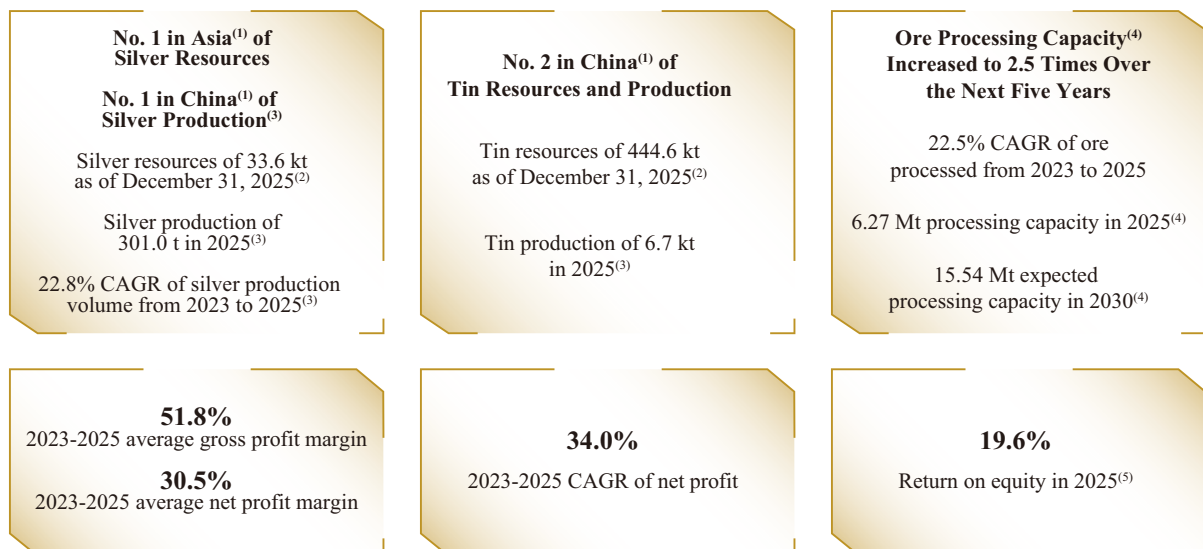 No. 1 in Asia(1) of
Silver Resources
No. 1 in China(1) of
Silver Production(3)
Silver resources of 33.6 kt
as of December 31, 2025(2)
Silver production of
301.0 t in 2025(3)
22.8% CAGR of silver production
volume from 2023 to 2025(3)
No. 2 in China(1) of
Tin Resources and Production
Tin resources of 444.6 kt
as of December 31, 2025(2)
Tin production of 6.7 kt
in 2025(3)
Ore Processing Capacity(4)
Increased to 2.5 Times Over
the Next Five Years
22.5% CAGR of ore
processed from 2023 to 2025
6.27 Mt processing capacity in 2025(4)
15.54 Mt expected
processing capacity in 2030(4)
51.8%
2023-2025 average gross profit margin
30.5%
2023-2025 average net profit margin
34.0%
2023-2025 CAGR of net profit
19.6%
Return on equity in 2025(5)